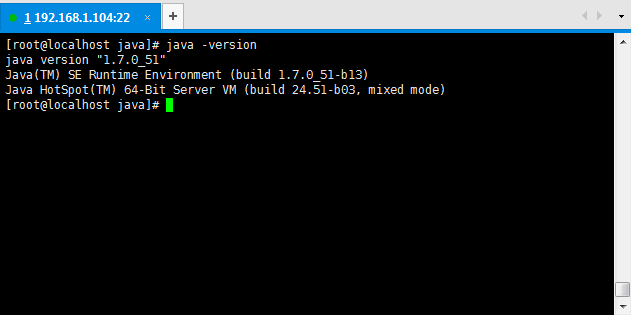 1 192.168.1.104:22 × +
[root@localhost java]# java -version
java version "1.7.0_51"
Java(TM) SE Runtime Environment (build 1.7.0_51-b13)
Java HotSpot(TM) 64-Bit Server VM (build 24.51-b03, mixed mode)
[root@localhost java]#